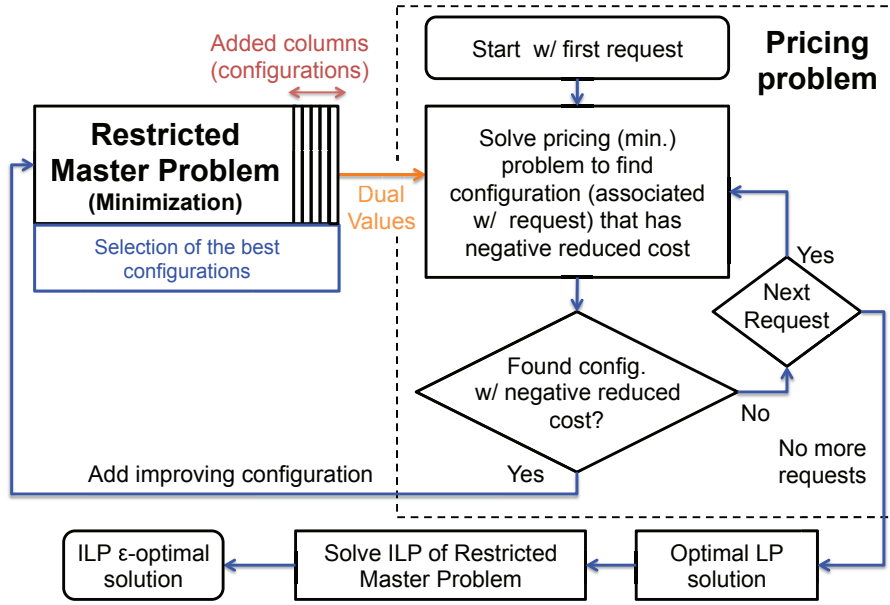 Added columns
(configurations)
Restricted
Master Problem
(Minimization)
Selection of the best
configurations
Dual
Values
Pricing
problem
Start w/ first request
Solve pricing (min.)
problem to find
configuration (associated
w/ request) that has
negative reduced cost
Yes
Next
Request
Found config.
w/ negative reduced
cost?
No
Yes
Add improving configuration
No more
requests
ILP ε-optimal
solution
Solve ILP of Restricted
Master Problem
Optimal LP
solution